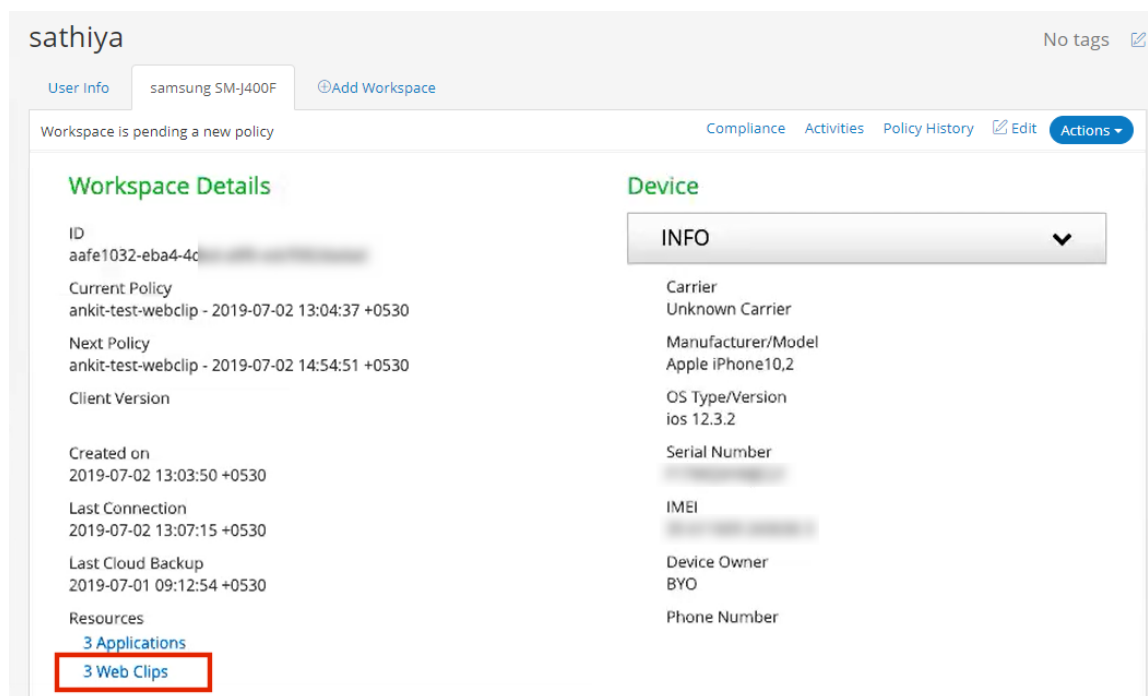 sathiya
No tags
User Info
samsung SM-J400F
Add Workspace
Workspace is pending a new policy
Compliance
Activities
Policy History
Edit
Actions
Workspace Details
ID
aafe1032-eba4-4
Current Policy
ankit-test-webclip - 2019-07-02 13:04:37 +0530
Next Policy
ankit-test-webclip - 2019-07-02 14:54:51 +0530
Client Version
Created on
2019-07-02 13:03:50 +0530
Last Connection
2019-07-02 13:07:15 +0530
Last Cloud Backup
2019-07-01 09:12:54 +0530
Resources
3 Applications
3 Web Clips
Device
INFO
Carrier
Unknown Carrier
Manufacturer/Model
Apple iPhone10,2
OS Type/Version
ios 12.3.2
Serial Number
IMEI
Device Owner
BYO
Phone Number